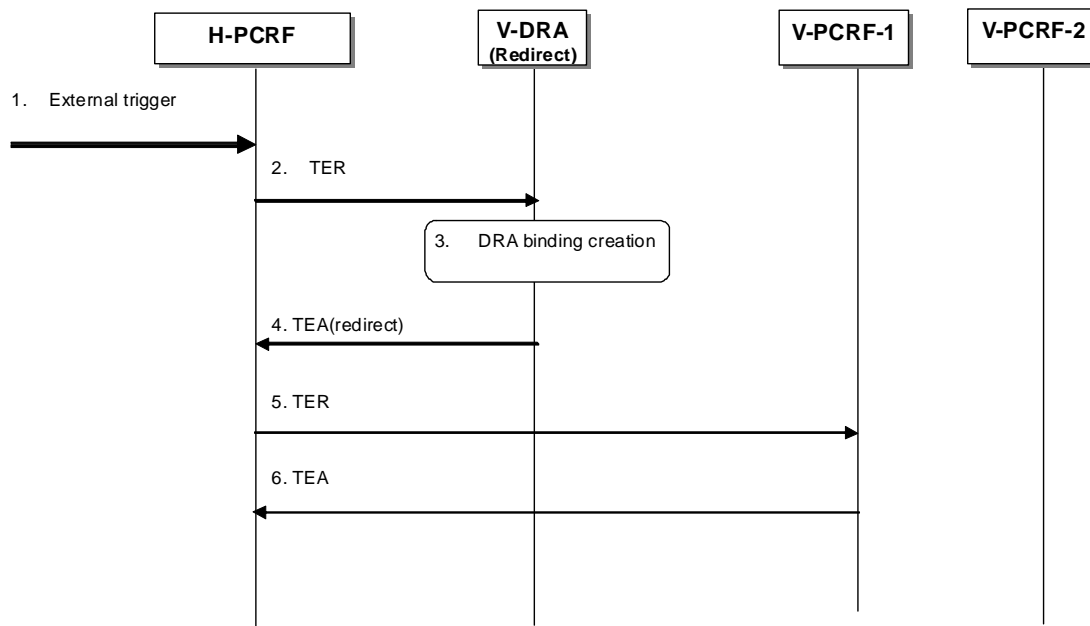 H-PCRF
V-DRA
(Redirect)
V-PCRF-1
V-PCRF-2
1. External trigger
2. TER
3. DRA binding creation
4. TEA(redirect)
5. TER
6. TEA